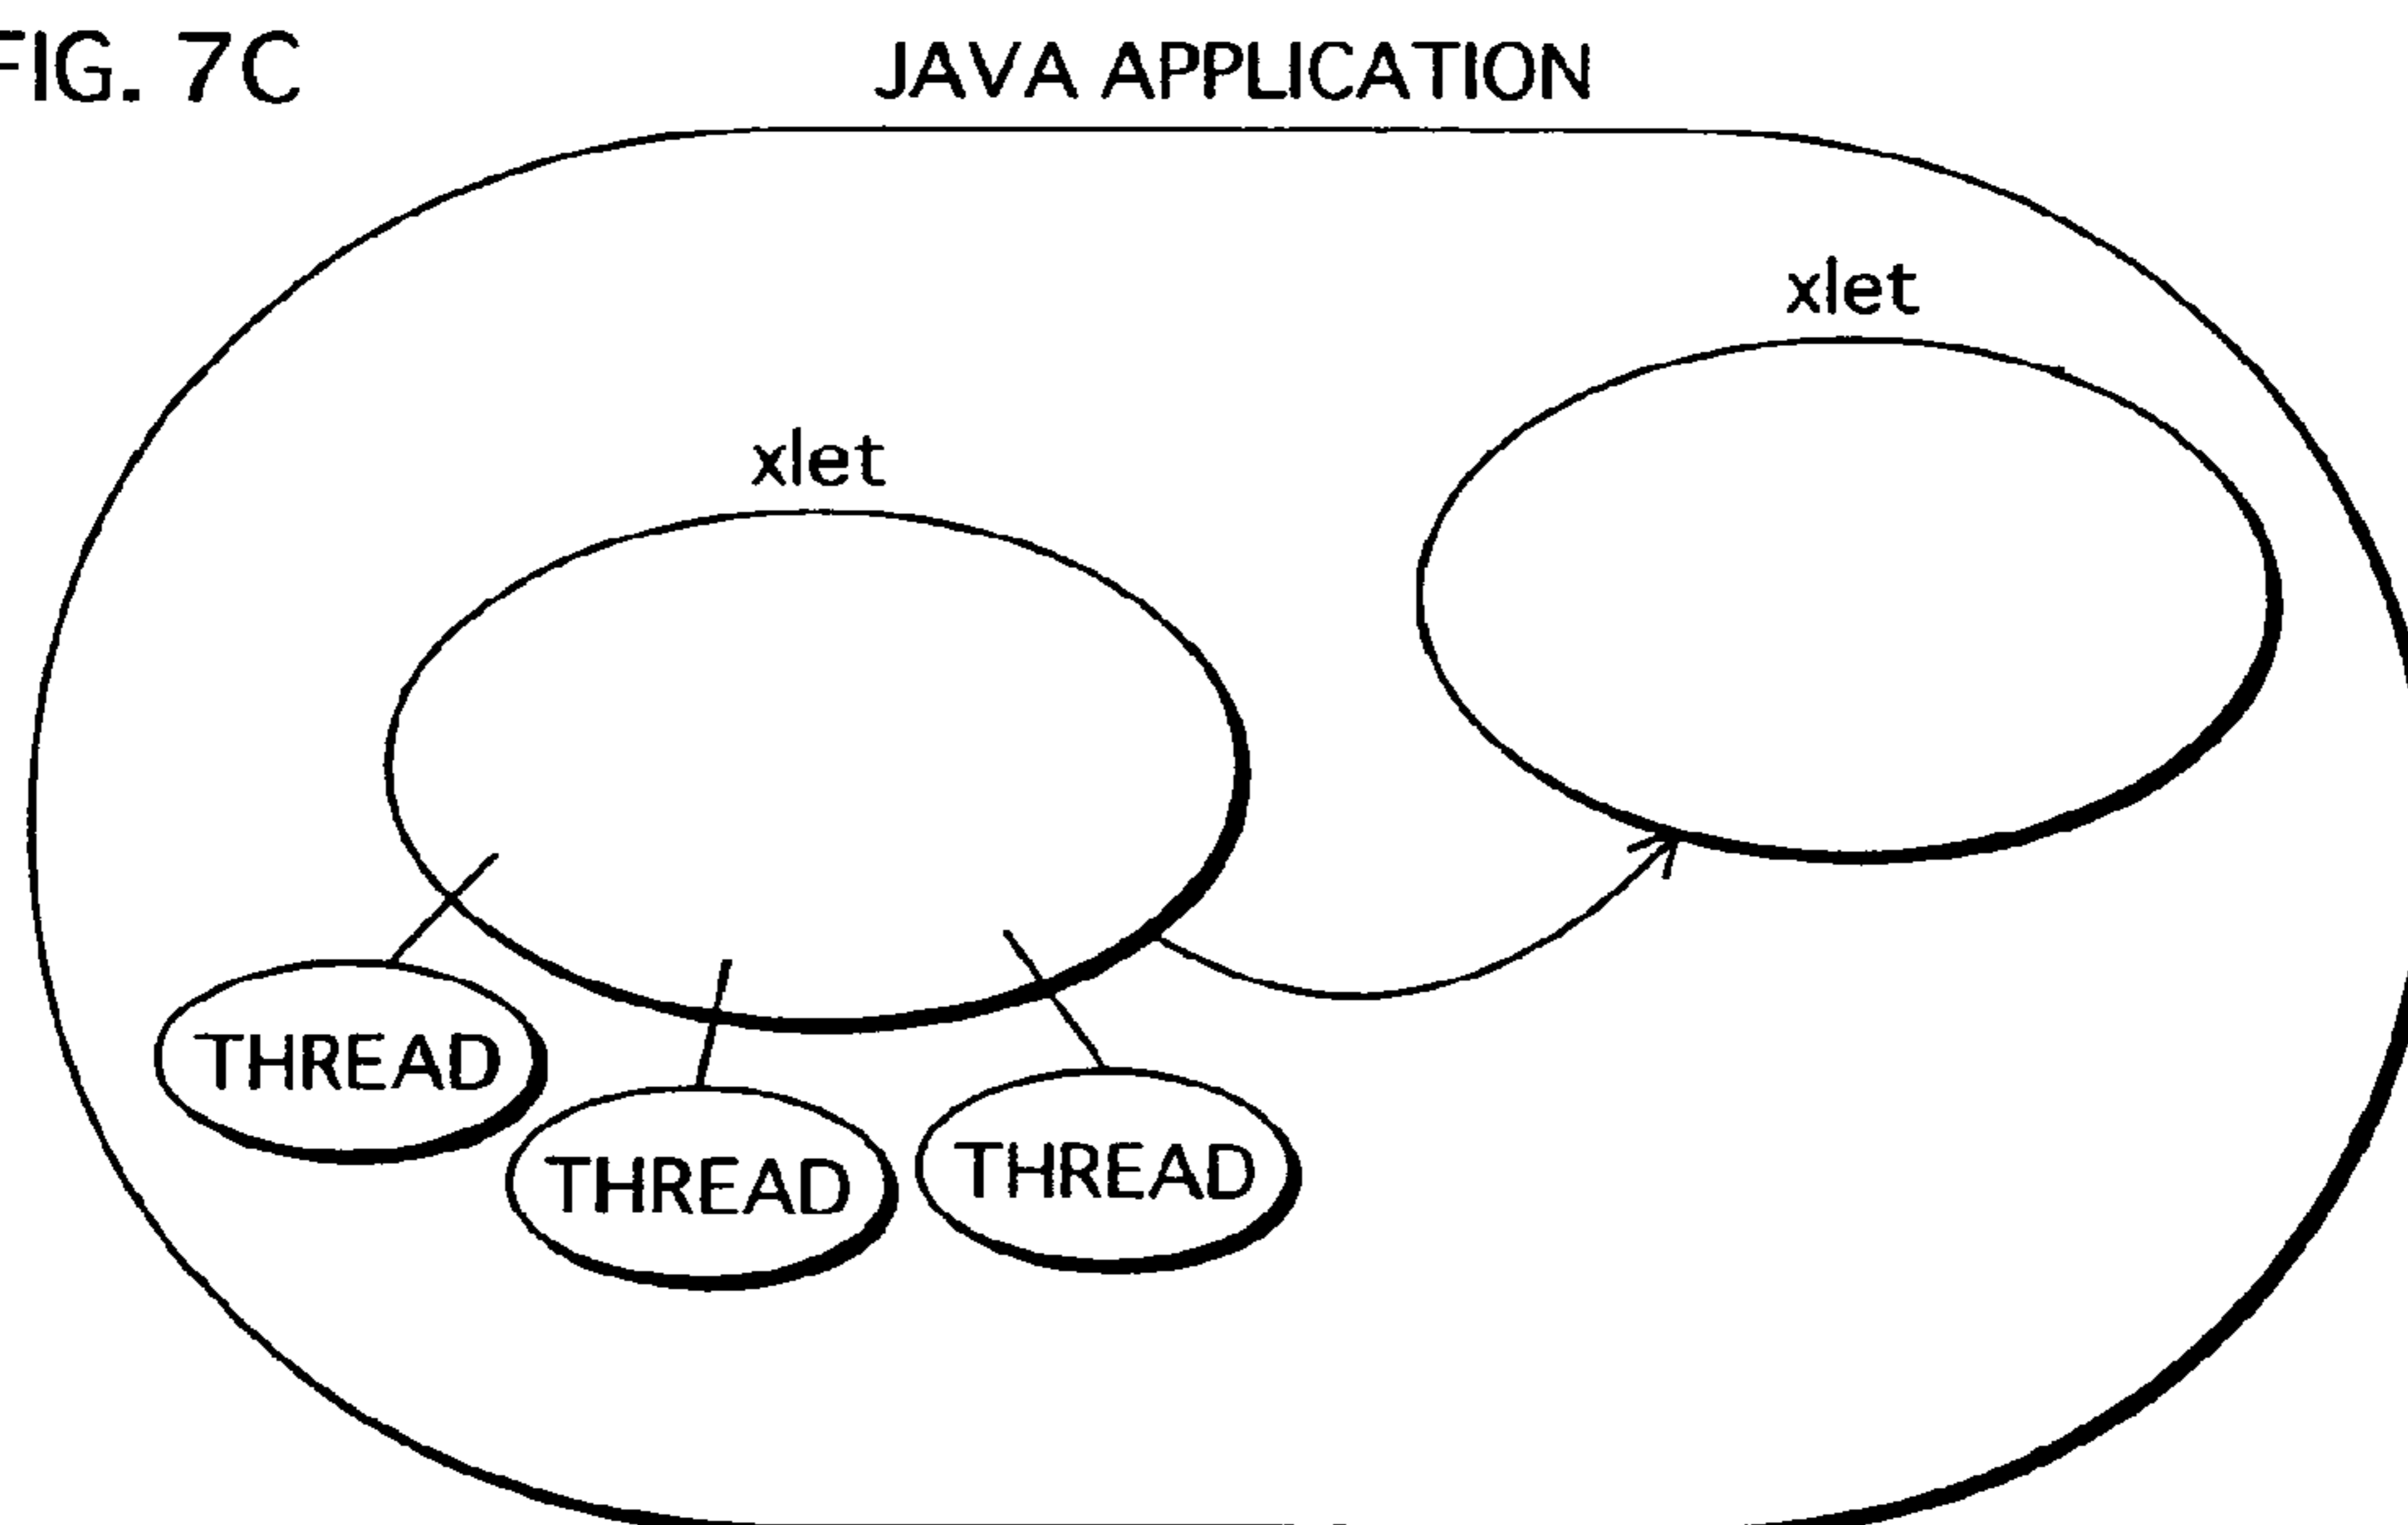 FIG. 7C
JAVA APPLICATION
xlet
xlet
THREAD
THREAD
THREAD